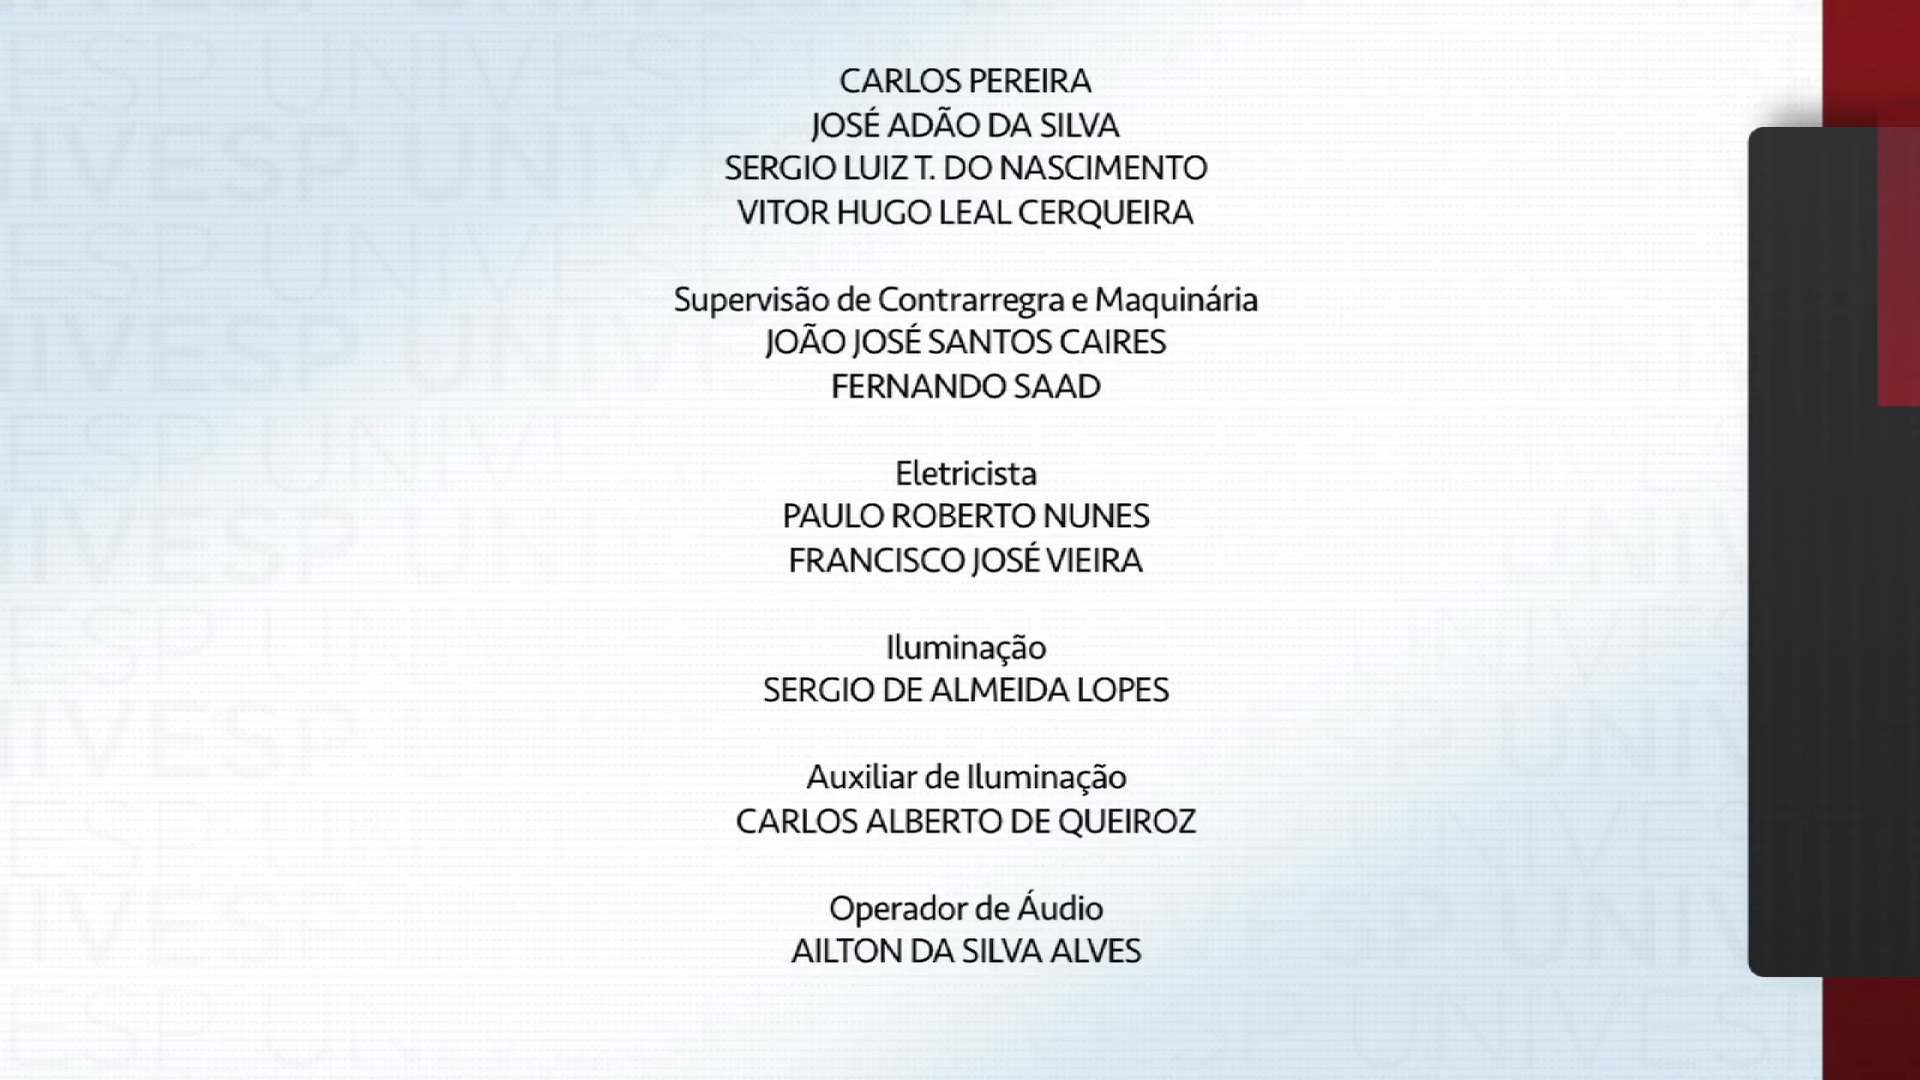 CARLOS PEREIRA
JOSÉ ADÃO DA SILVA
SERGIO LUIZ T. DO NASCIMENTO
VITOR HUGO LEAL CERQUEIRA
Supervisão de Contrarregra e Maquinária
JOÃO JOSÉ SANTOS CAIRES
FERNANDO SAAD
Eletricista
PAULO ROBERTO NUNES
FRANCISCO JOSÉ VIEIRA
Iluminação
SERGIO DE ALMEIDA LOPES
Auxiliar de Iluminação
CARLOS ALBERTO DE QUEIROZ
Operador de Áudio
AILTON DA SILVA ALVES